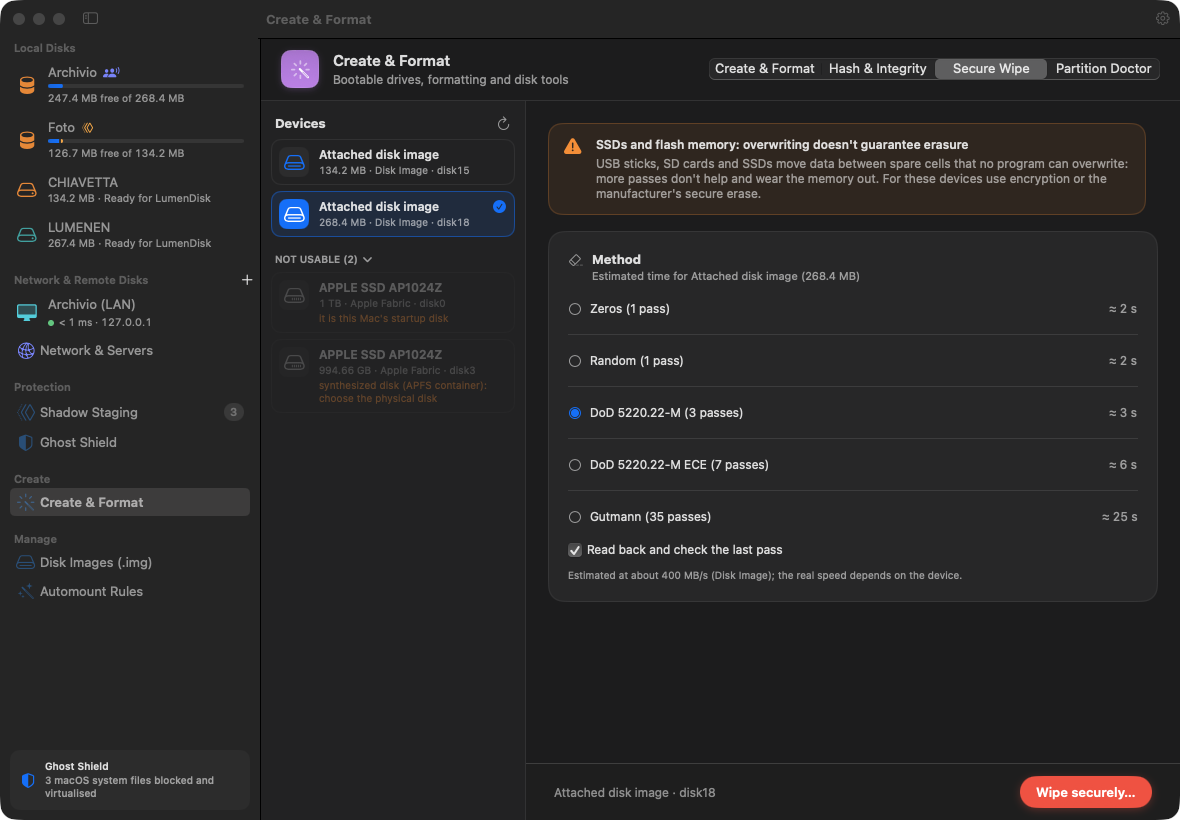 Create & Format
Local Disks
Archivio
247.4 MB free of 268.4 MB
Foto
126.7 MB free of 134.2 MB
CHIAVETTA
134.2 MB · Ready for LumenDisk
LUMENEN
267.4 MB · Ready for LumenDisk
Network & Remote Disks
Archivio (LAN)
< 1 ms · 127.0.0.1
Network & Servers
Protection
Shadow Staging
3
Ghost Shield
Create
Create & Format
Manage
Disk Images (.img)
Automount Rules
Ghost Shield
3 macOS system files blocked and
virtualised
Create & Format
Bootable drives, formatting and disk tools
Create & Format
Hash & Integrity
Secure Wipe
Partition Doctor
Devices
Attached disk image
134.2 MB · Disk Image · disk15
Attached disk image
268.4 MB · Disk Image · disk18
NOT USABLE (2)
APPLE SSD AP1024Z
1 TB · Apple Fabric · disk0
it is this Mac's startup disk
APPLE SSD AP1024Z
994.66 GB · Apple Fabric · disk3
synthesized disk (APFS container):
choose the physical disk
SSDs and flash memory: overwriting doesn't guarantee erasure
USB sticks, SD cards and SSDs move data between spare cells that no program can overwrite:
more passes don't help and wear the memory out. For these devices use encryption or the
manufacturer's secure erase.
Method
Estimated time for Attached disk image (268.4 MB)
Zeros (1 pass) ≈ 2 s
Random (1 pass) ≈ 2 s
DoD 5220.22-M (3 passes) ≈ 3 s
DoD 5220.22-M ECE (7 passes) ≈ 6 s
Gutmann (35 passes) ≈ 25 s
Read back and check the last pass
Estimated at about 400 MB/s (Disk Image); the real speed depends on the device.
Attached disk image · disk18
Wipe securely...